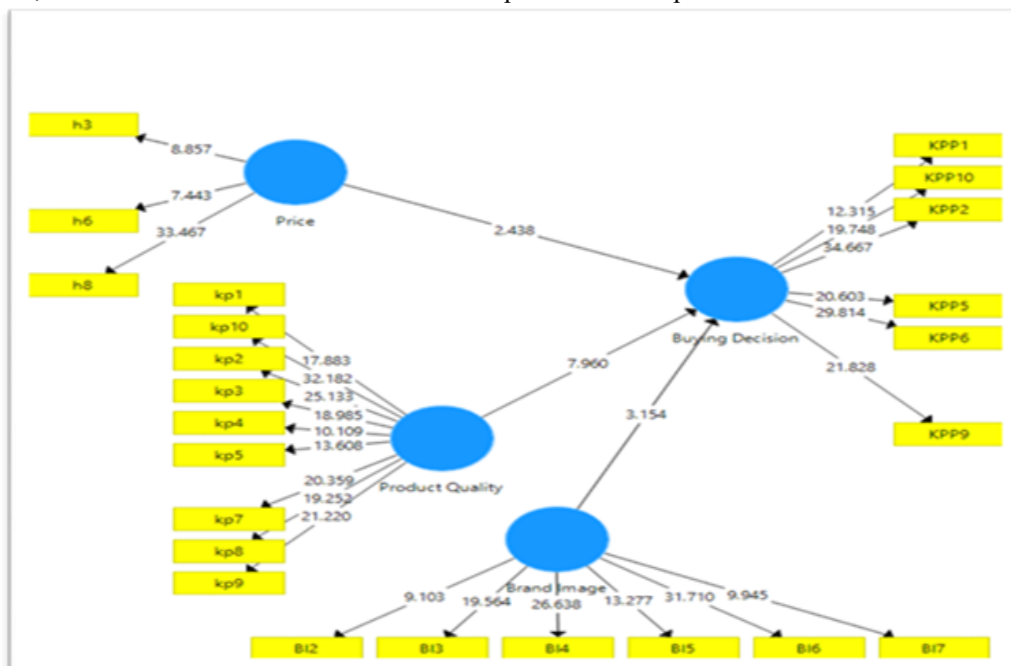 h3
8.857
h6
7.443
33.467
h8
Price
2.438
KPP1
KPP10
KPP2
12.315
19.748
34.667
KPP5
20.603
KPP6
29.814
Buying Decision
21.828
KPP9
kp1
kp10
kp2
kp3
kp4
kp5
kp7
kp8
kp9
17.883
32.182
25.133
18.985
10.109
13.608
20.359
19.252
21.220
Product Quality
7.960
3.154
Brand Image
9.103
19.564
26.638
13.277
31.710
9.945
BI2
BI3
BI4
BI5
BI6
BI7